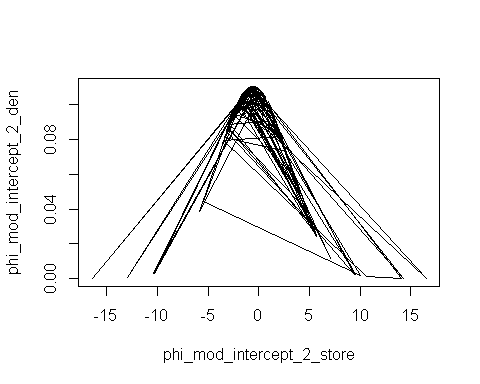 phi_mod_intercept_2_den
0.08
0.04
0.00
-15 -10 -5 0 5 10 15
phi_mod_intercept_2_store